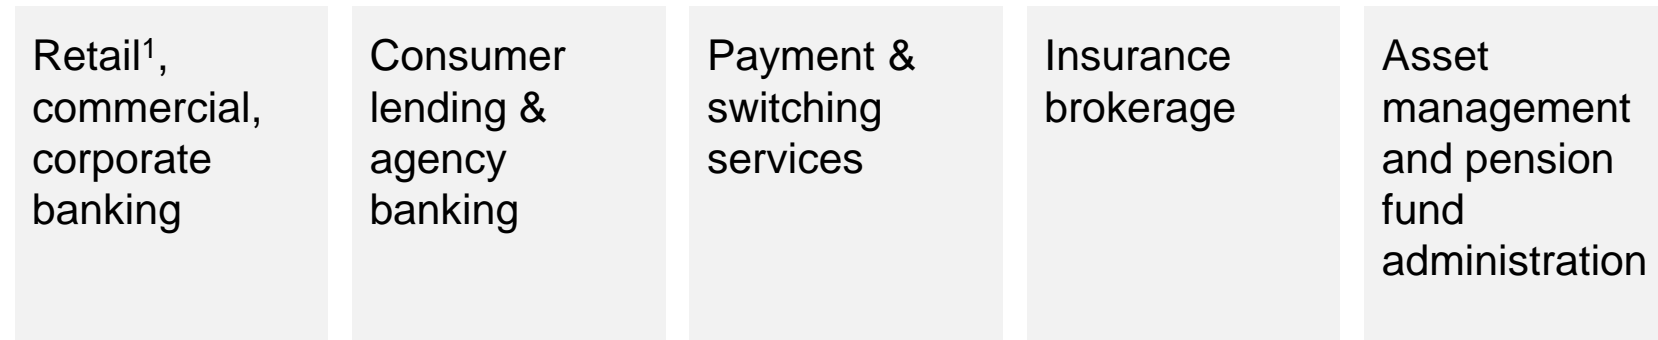 Retail¹,
commercial,
corporate
banking
Consumer
lending &
agency
banking
Payment &
switching
services
Insurance
brokerage
Asset
management
and pension
fund
administration